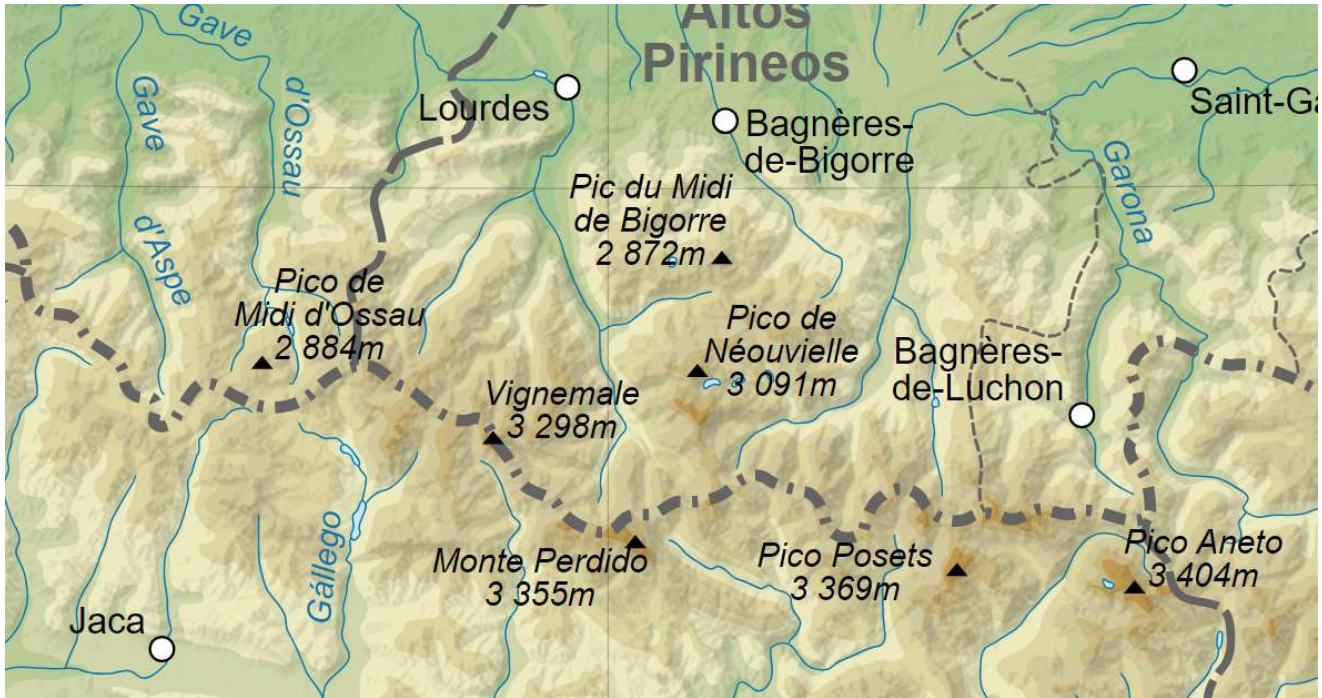 Altos
Pirineos
Gave
Gave
d'Ossau
d'Aspe
Lourdes
Bagnères-
de-Bigorre
Saint-Ga
Garona
Pic du Midi
de Bigorre
2 872m
Pico de
Midi d'Ossau
2 884m
Pico de
Néouvielle
3 091m
Bagnères-
de-Luchon
Vignemale
3 298m
Gállego
Monte Perdido
3 355m
Pico Posets
3 369m
Pico Aneto
3 404m
Jaca